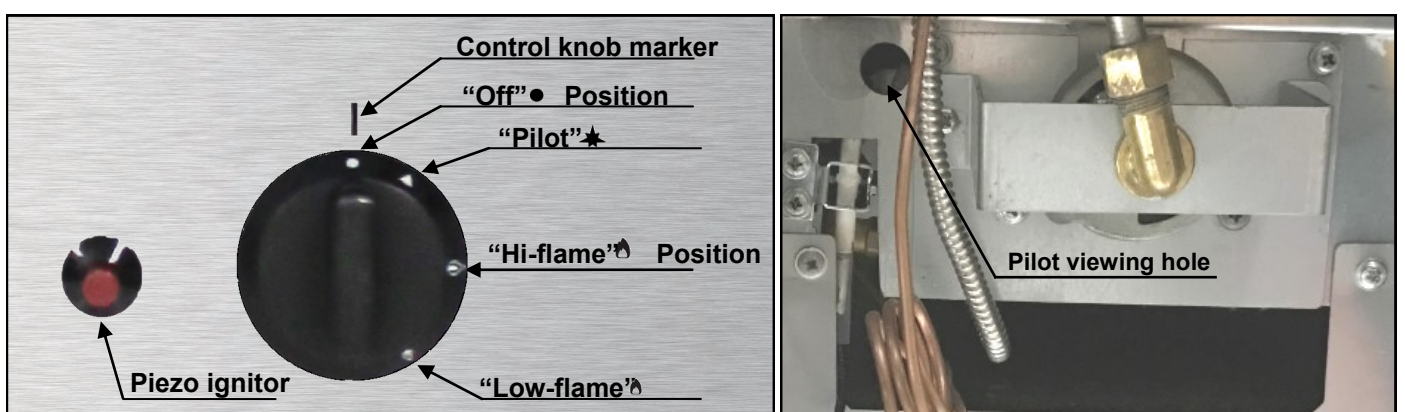 Control knob marker
“Off”● Position
“Pilot”
“Hi-flame” Position
Piezo ignitor
“Low-flame”
Pilot viewing hole